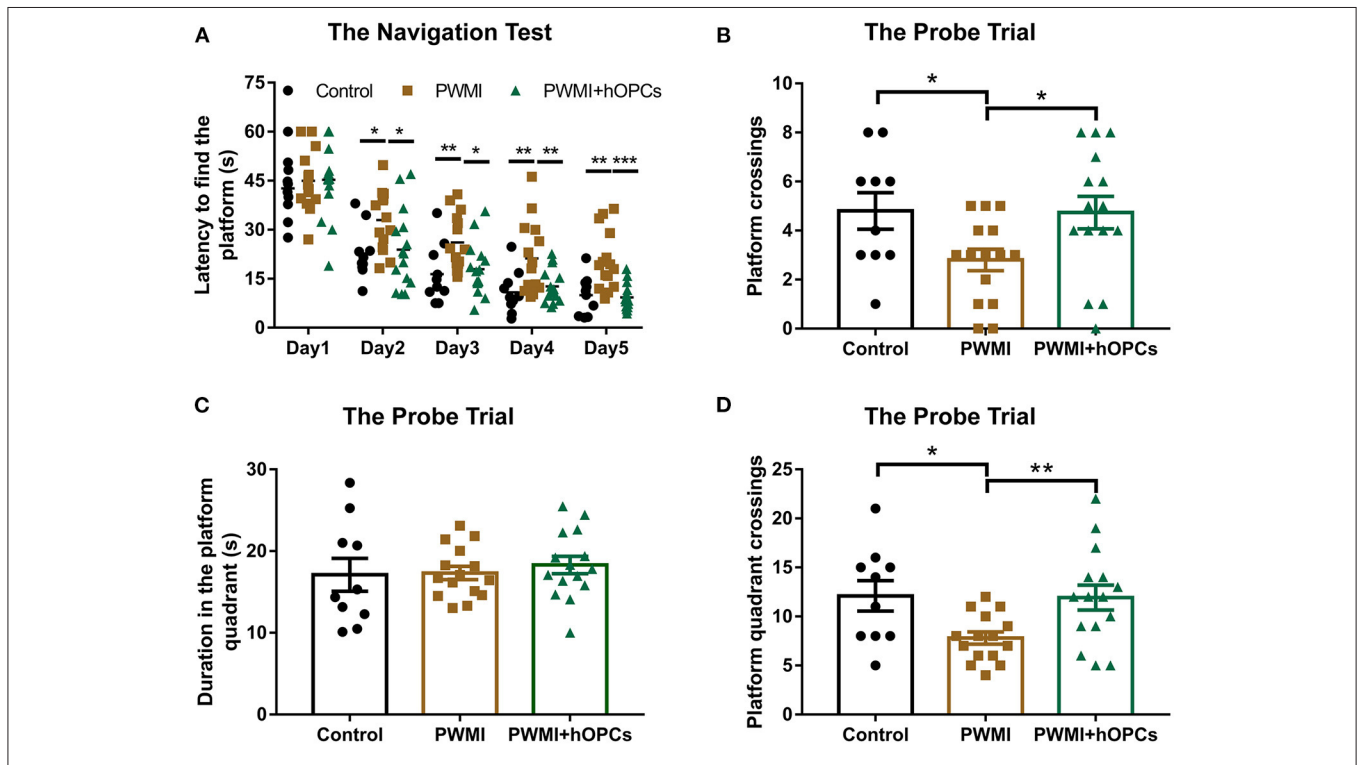 A
The Navigation Test
Control
PWMI
PWMI+hOPCs
Latency to find the
platform (s)
75
60
45
30
15
0
* *
** *
** **
** ***
Day1
Day2
Day3
Day4
Day5
B
The Probe Trial
Platform crossings
10
8
6
4
2
0
*
*
Control
PWMI
PWMI+hOPCs
C
The Probe Trial
Duration in the platform
quadrant (s)
30
20
10
0
Control
PWMI
PWMI+hOPCs
D
The Probe Trial
Platform quadrant crossings
25
20
15
10
5
0
*
**
Control
PWMI
PWMI+hOPCs